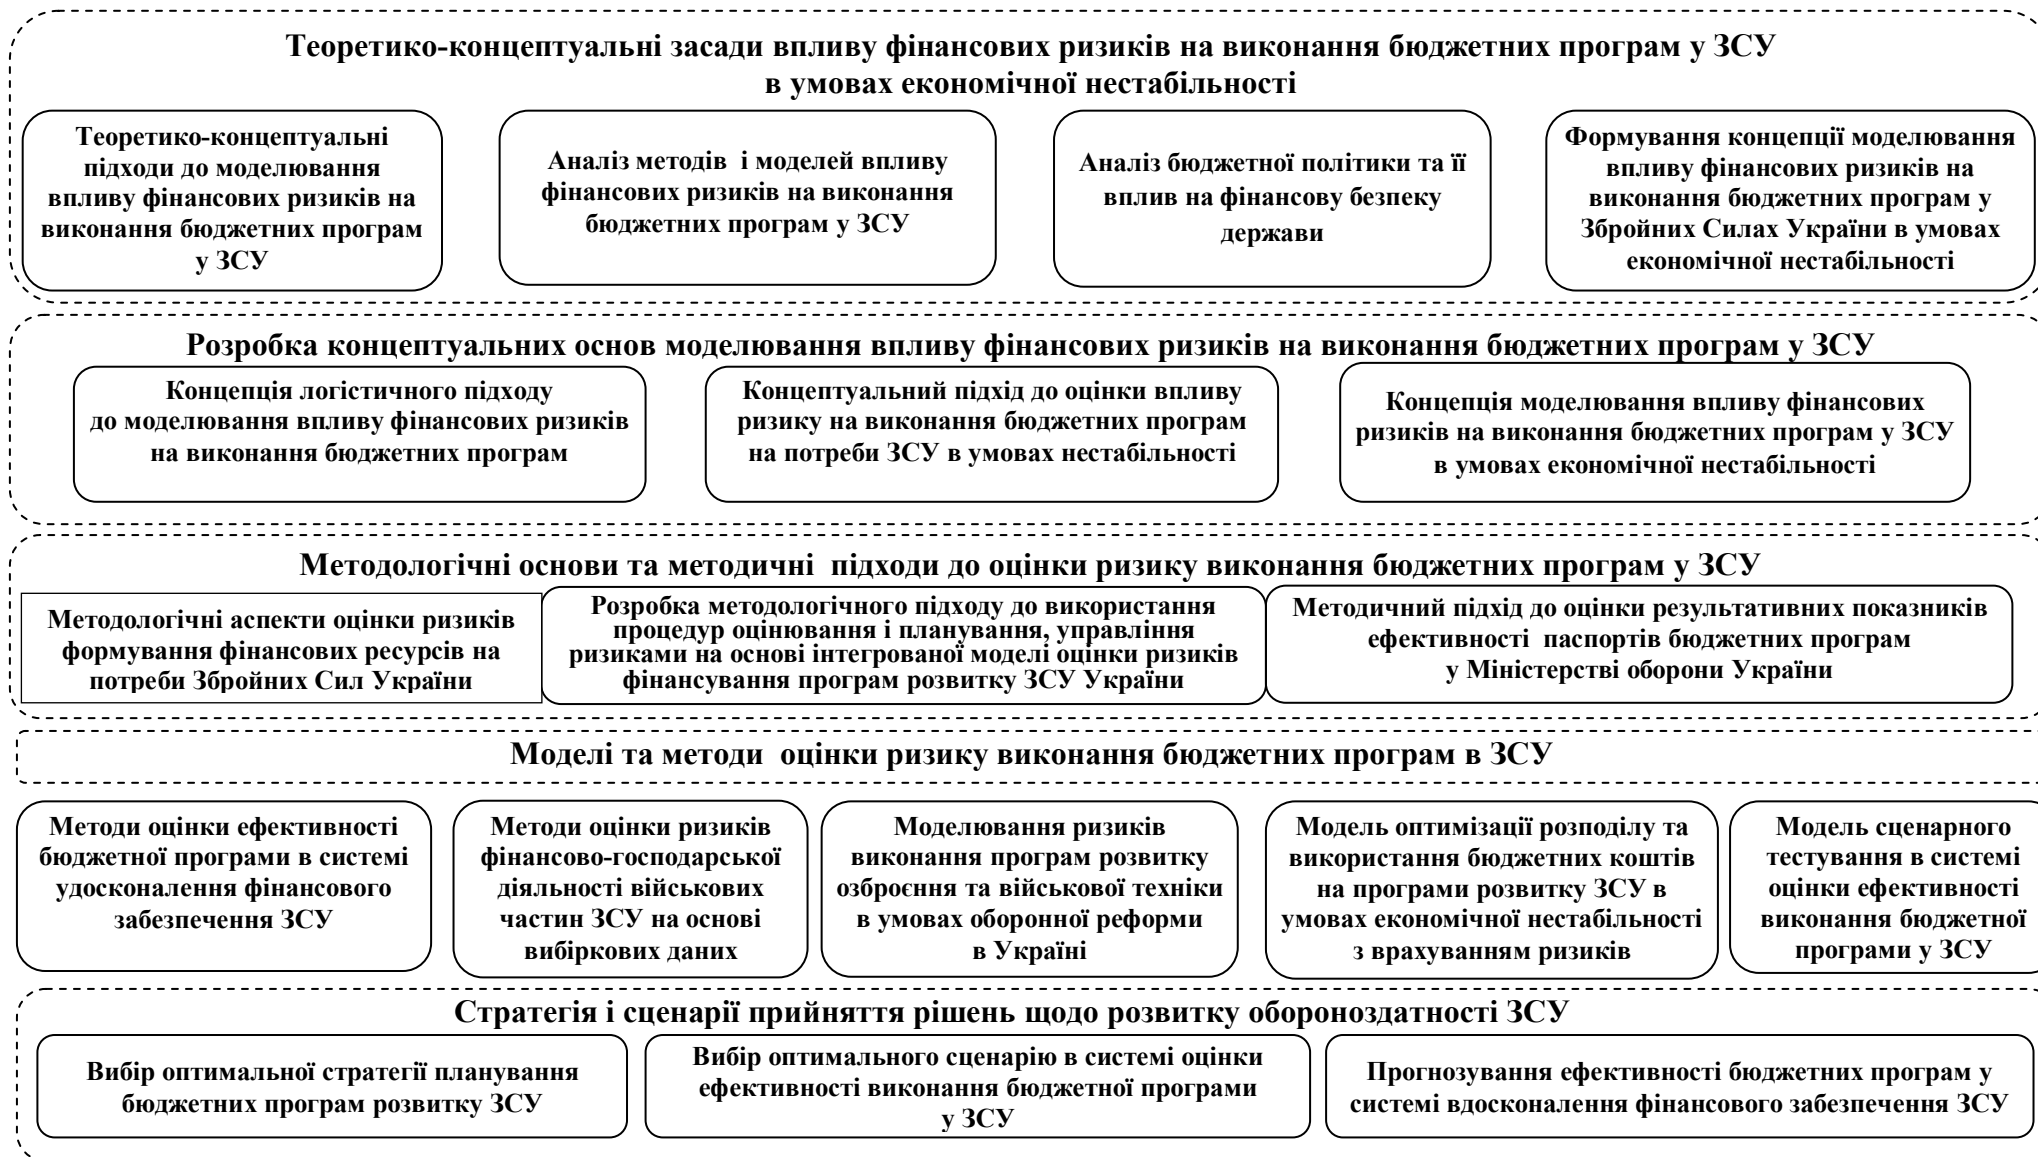 Теоретико-концептуальні засади впливу фінансових ризиків на виконання бюджетних програм у ЗСУ
в умовах економічної нестабільності
Теоретико-концептуальні
підходи до моделювання
впливу фінансових ризиків на
виконання бюджетних програм
у ЗСУ
Аналіз методів і моделей впливу
фінансових ризиків на виконання
бюджетних програм у ЗСУ
Аналіз бюджетної політики та її
вплив на фінансову безпеку
держави
Формування концепції моделювання
впливу фінансових ризиків на
виконання бюджетних програм у
Збройних Силах України в умовах
економічної нестабільності
Розробка концептуальних основ моделювання впливу фінансових ризиків на виконання бюджетних програм у ЗСУ
Концепція логістичного підходу
до моделювання впливу фінансових ризиків
на виконання бюджетних програм
Концептуальний підхід до оцінки впливу
ризику на виконання бюджетних програм
на потреби ЗСУ в умовах нестабільності
Концепція моделювання впливу фінансових
ризиків на виконання бюджетних програм у ЗСУ
в умовах економічної нестабільності
Методологічні основи та методичні підходи до оцінки ризику виконання бюджетних програм у ЗСУ
Методологічні аспекти оцінки ризиків
формування фінансових ресурсів на
потреби Збройних Сил України
Розробка методологічного підходу до використання
процедур оцінювання і планування, управління
ризиками на основі інтегрованої моделі оцінки ризиків
фінансування програм розвитку ЗСУ України
Методичний підхід до оцінки результативних показників
ефективності паспортів бюджетних програм
у Міністерстві оборони України
Моделі та методи оцінки ризику виконання бюджетних програм в ЗСУ
Методи оцінки ефективності
бюджетної програми в системі
удосконалення фінансового
забезпечення ЗСУ
Методи оцінки ризиків
фінансово-господарської
діяльності військових
частин ЗСУ на основі
вибіркових даних
Моделювання ризиків
виконання програм розвитку
озброєння та військової техніки
в умовах оборонної реформи
в Україні
Модель оптимізації розподілу та
використання бюджетних коштів
на програми розвитку ЗСУ в
умовах економічної нестабільності
з врахуванням ризиків
Модель сценарного
тестування в системі
оцінки ефективності
виконання бюджетної
програми у ЗСУ
Стратегія і сценарії прийняття рішень щодо розвитку обороноздатності ЗСУ
Вибір оптимальної стратегії планування
бюджетних програм розвитку ЗСУ
Вибір оптимального сценарію в системі оцінки
ефективності виконання бюджетної програми
у ЗСУ
Прогнозування ефективності бюджетних програм у
системі вдосконалення фінансового забезпечення ЗСУ